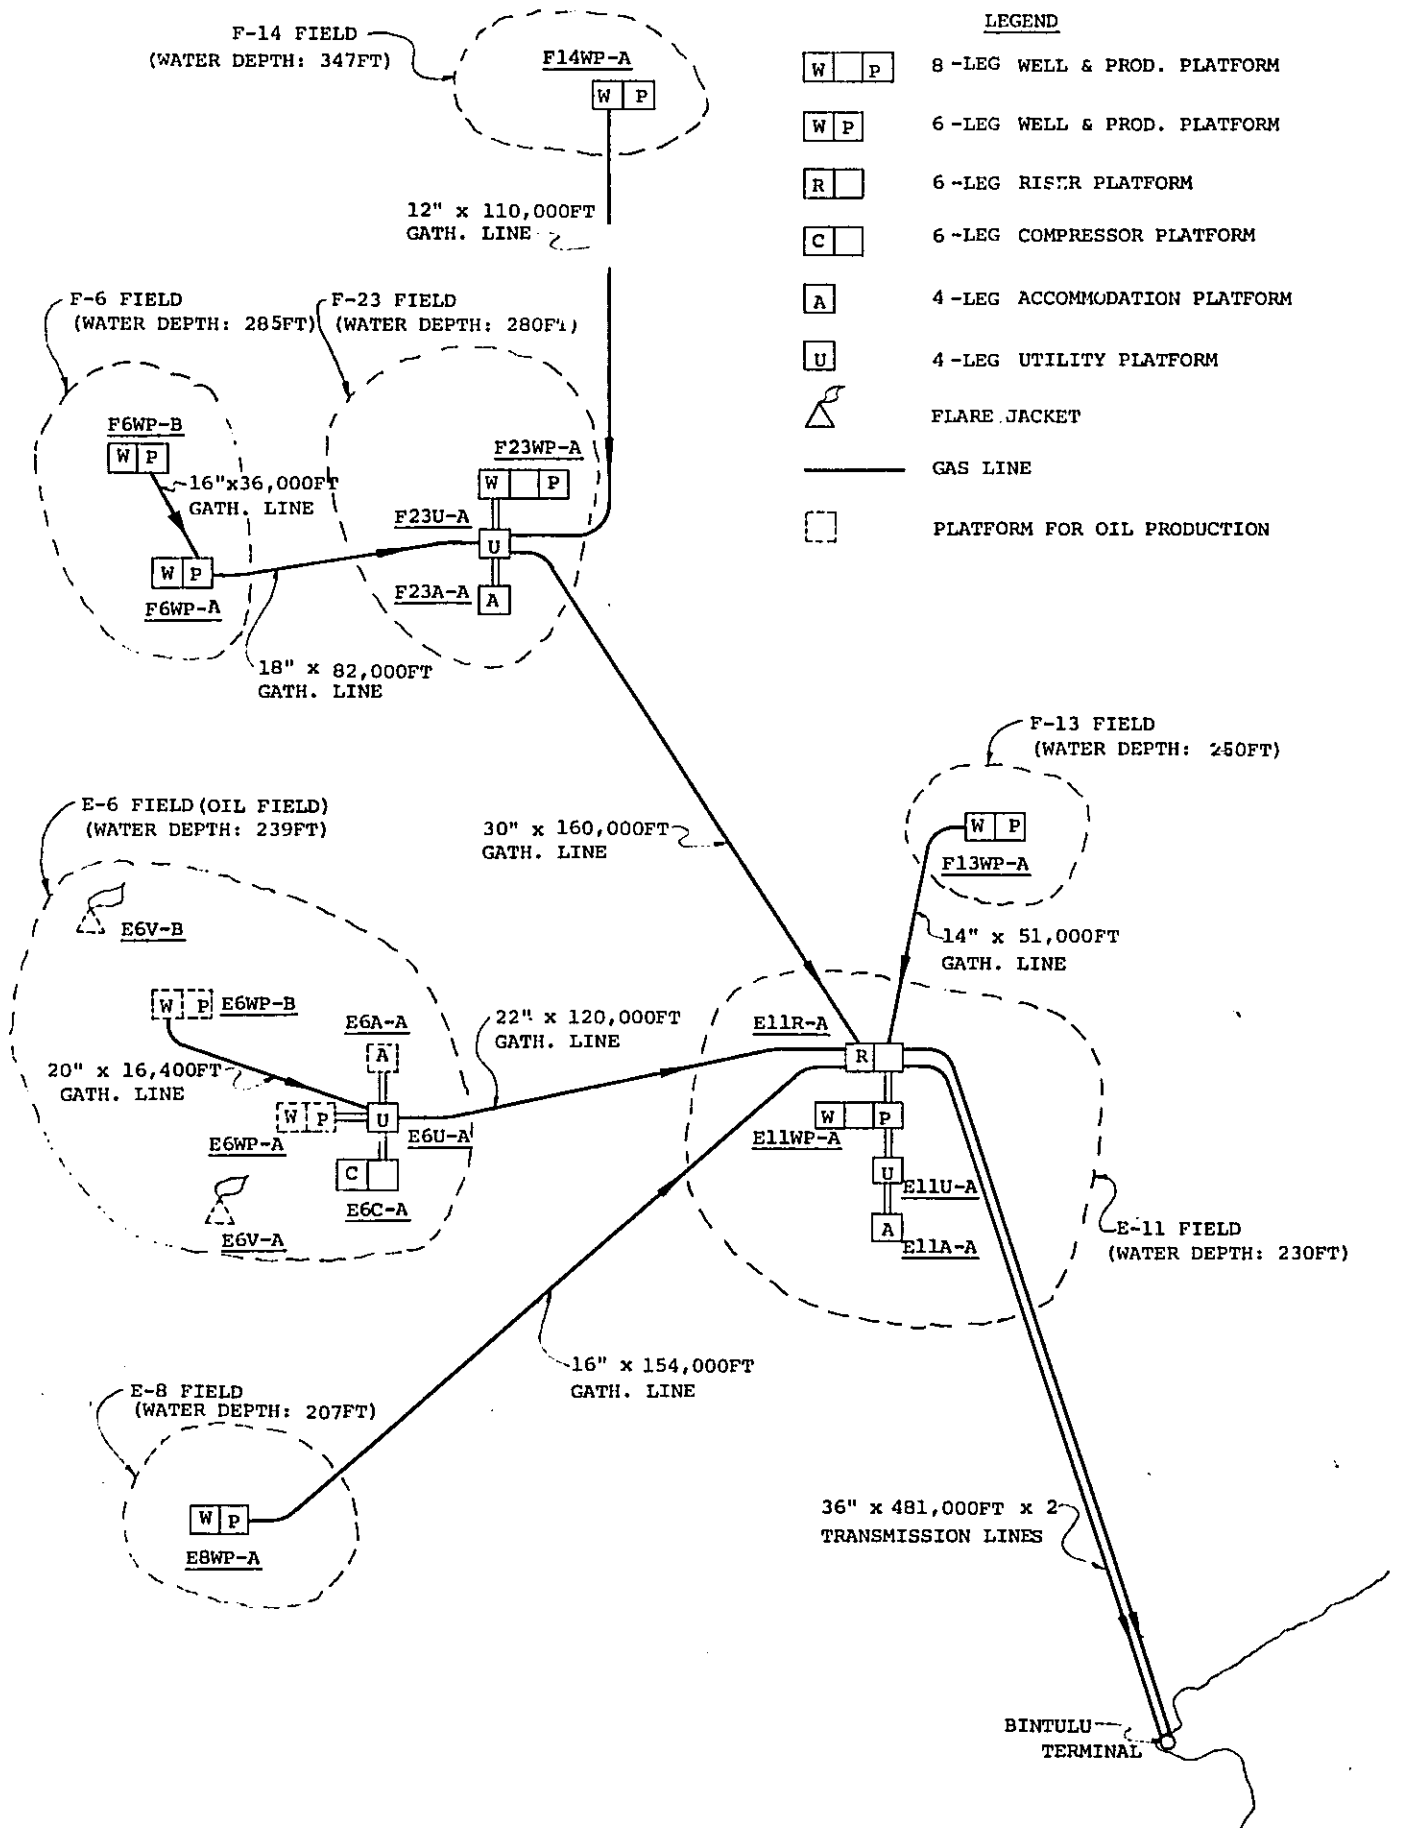 LEGEND
W P 8-LEG WELL & PROD. PLATFORM
W P 6-LEG WELL & PROD. PLATFORM
R 6-LEG RISER PLATFORM
C 6-LEG COMPRESSOR PLATFORM
A 4-LEG ACCOMMODATION PLATFORM
U 4-LEG UTILITY PLATFORM
FLARE JACKET
GAS LINE
PLATFORM FOR OIL PRODUCTION
F-14 FIELD
(WATER DEPTH: 347FT)
F14WP-A
W P
12" x 110,000FT
GATH. LINE
F-6 FIELD
(WATER DEPTH: 285FT)
F-23 FIELD
(WATER DEPTH: 280FT)
F6WP-B
W P
16"x36,000FT
GATH. LINE
W P
F6WP-A
F23WP-A
W P
F23U-A
U
F23A-A
A
18" x 82,000FT
GATH. LINE
F-13 FIELD
(WATER DEPTH: 250FT)
W P
F13WP-A
14" x 51,000FT
GATH. LINE
30" x 160,000FT
GATH. LINE
E-6 FIELD (OIL FIELD)
(WATER DEPTH: 239FT)
E6V-B
W P E6WP-B
20" x 16,400FT
GATH. LINE
E6A-A
A
W P
E6WP-A
U
E6U-A
C
E6C-A
E6V-A
22" x 120,000FT
GATH. LINE
E11R-A
R
W P
E11WP-A
U
E11U-A
A
E11A-A
E-11 FIELD
(WATER DEPTH: 230FT)
16" x 154,000FT
GATH. LINE
E-8 FIELD
(WATER DEPTH: 207FT)
W P
E8WP-A
36" x 481,000FT x 2
TRANSMISSION LINES
BINTULU
TERMINAL